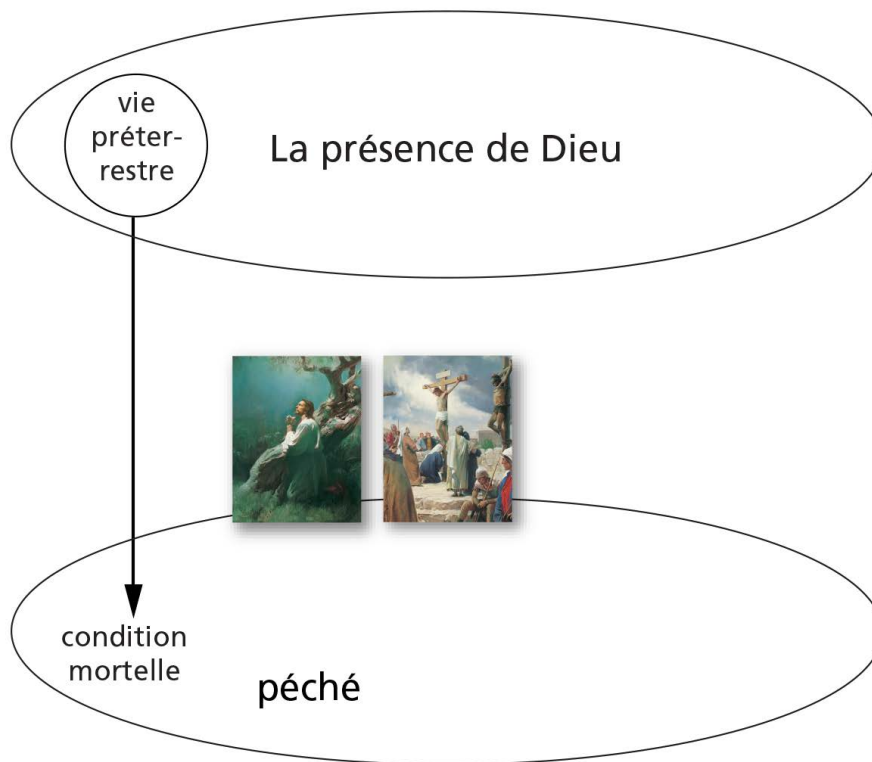 vie
préter-
restre
La présence de Dieu
condition
mortelle
péché